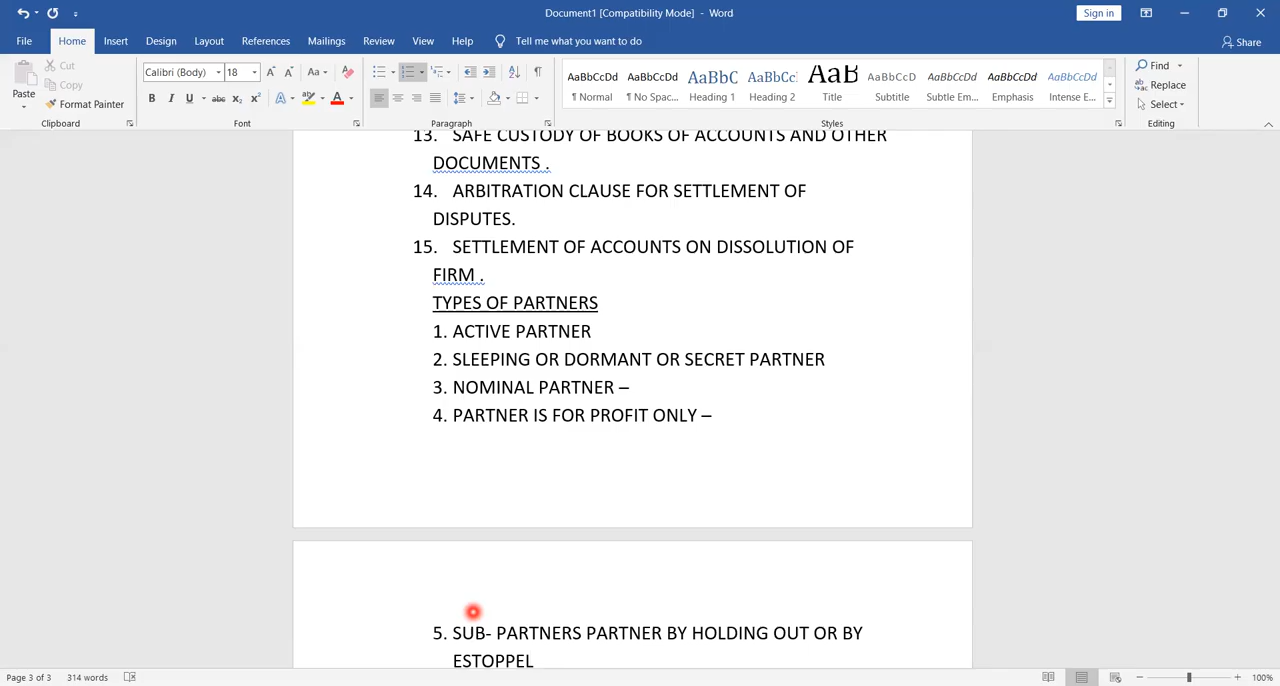 Document1 [Compatibility Mode] - Word
Sign in
File Home Insert Design Layout References Mailings Review View Help Tell me what you want to do Share
Paste Cut Copy Format Painter
Clipboard
Calibri (Body) 18 Aa
B I U abc X₂ X² A A
Font
Paragraph
AaBbCcDd AaBbCcDd AaBbC AaBbCc AaB AaBbCcD AaBbCcDd AaBbCcDd AaBbCcDd
¶ Normal ¶ No Spac... Heading 1 Heading 2 Title Subtitle Subtle Em... Emphasis Intense E...
Styles
Find
Replace
Select
Editing
13. SAFE CUSTODY OF BOOKS OF ACCOUNTS AND OTHER
DOCUMENTS .
14. ARBITRATION CLAUSE FOR SETTLEMENT OF
DISPUTES.
15. SETTLEMENT OF ACCOUNTS ON DISSOLUTION OF
FIRM .
TYPES OF PARTNERS
1. ACTIVE PARTNER
2. SLEEPING OR DORMANT OR SECRET PARTNER
3. NOMINAL PARTNER –
4. PARTNER IS FOR PROFIT ONLY –
5. SUB- PARTNERS PARTNER BY HOLDING OUT OR BY
ESTOPPEL
Page 3 of 3 314 words 100%